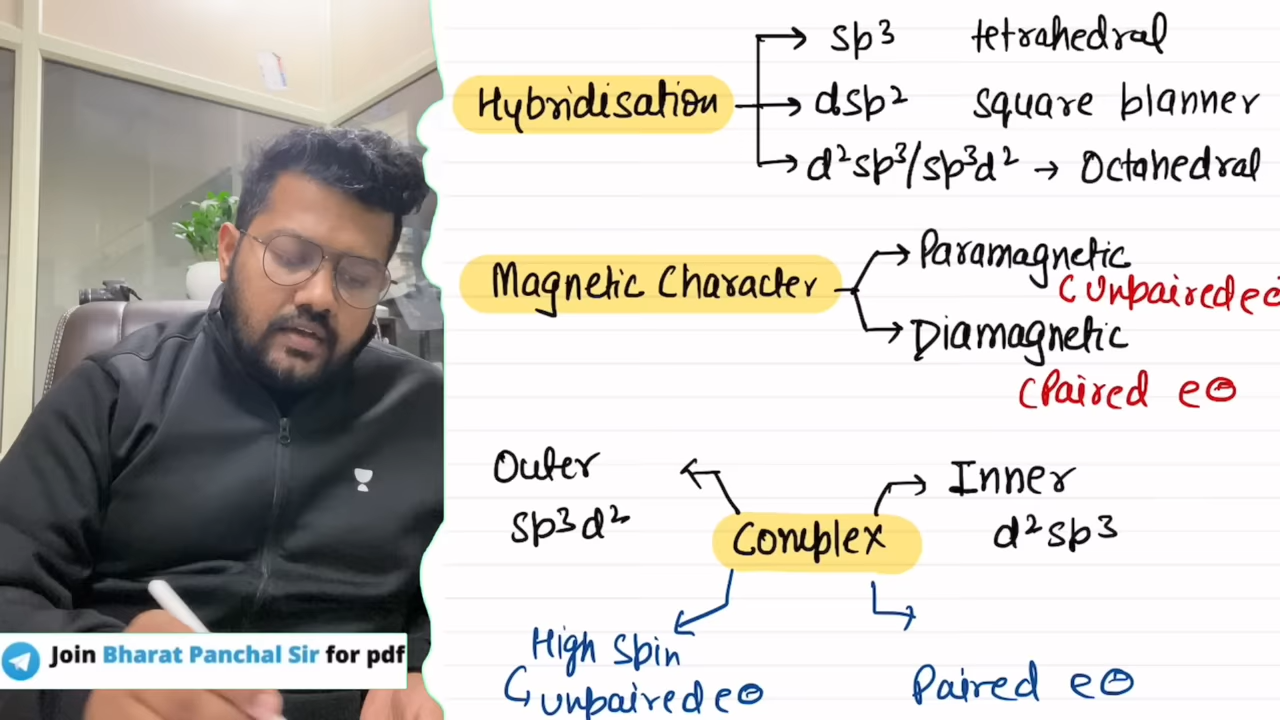 sp3 tetrahedral
Hybridisation
dsp2 square blanner
d²sp³/sp³d² → Octahedral
Magnetic Character
Paramagnetic
(unpaired e⊖
Diamagnetic
(Paired e⊖
Outer
Inner
sp3d2
d2sp3
Complex
High spin
unpaired e⊖
Paired e⊖
Join Bharat Panchal Sir for pdf